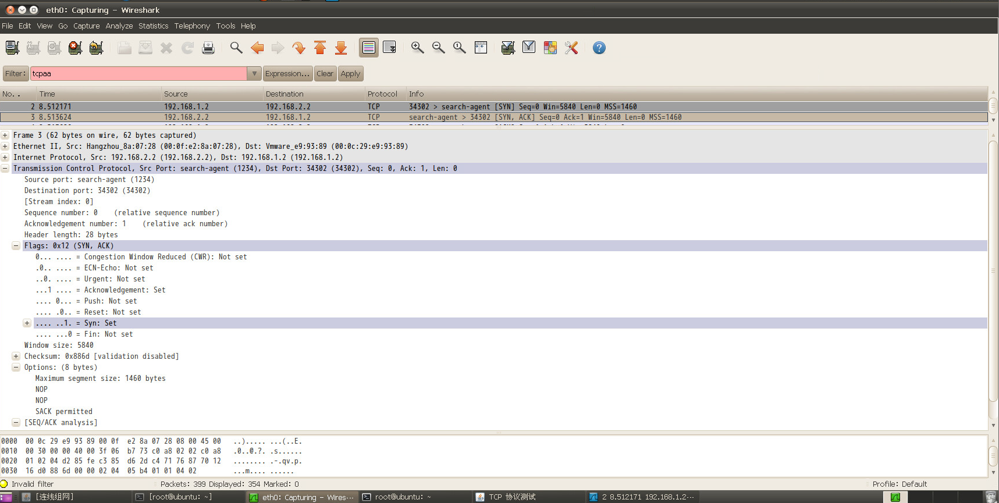 eth0: Capturing - Wireshark
File Edit View Go Capture Analyze Statistics Telephony Tools Help
Filter: tcpaa Expression... Clear Apply
No. . Time Source Destination Protocol Info
2 8.512171 192.168.1.2 192.168.2.2 TCP 34302 > search-agent [SYN] Seq=0 Win=5840 Len=0 MSS=1460
3 8.513624 192.168.2.2 192.168.1.2 TCP search-agent > 34302 [SYN, ACK] Seq=0 Ack=1 Win=5840 Len=0 MSS=1460
Frame 3 (62 bytes on wire, 62 bytes captured)
Ethernet II, Src: Hangzhou_8a:07:28 (00:0f:e2:8a:07:28), Dst: Vmware_e9:93:89 (00:0c:29:e9:93:89)
Internet Protocol, Src: 192.168.2.2 (192.168.2.2), Dst: 192.168.1.2 (192.168.1.2)
Transmission Control Protocol, Src Port: search-agent (1234), Dst Port: 34302 (34302), Seq: 0, Ack: 1, Len: 0
Source port: search-agent (1234)
Destination port: 34302 (34302)
[Stream index: 0]
Sequence number: 0 (relative sequence number)
Acknowledgement number: 1 (relative ack number)
Header length: 28 bytes
Flags: 0x12 (SYN, ACK)
0... .... = Congestion Window Reduced (CWR): Not set
.0.. .... = ECN-Echo: Not set
..0. .... = Urgent: Not set
...1 .... = Acknowledgement: Set
.... 0... = Push: Not set
.... .0.. = Reset: Not set
.... ..1. = Syn: Set
.... ...0 = Fin: Not set
Window size: 5840
Checksum: 0x886d [validation disabled]
Options: (8 bytes)
Maximum segment size: 1460 bytes
NOP
NOP
SACK permitted
[SEQ/ACK analysis]
0000 00 0c 29 e9 93 89 00 0f e2 8a 07 28 08 00 45 00 ..)..... ...(..E.
0010 00 30 00 00 40 00 3f 06 b7 73 c0 a8 02 02 c0 a8 .0..@.?. .s......
0020 01 02 04 d2 85 fe c3 85 d6 2d c4 71 76 87 70 12 ........ .-.qv.p.
0030 16 d0 88 6d 00 00 02 04 05 b4 01 01 04 02 ...m.... ......
Invalid filter Packets: 399 Displayed: 354 Marked: 0 Profile: Default
[连线组网] [root@ubuntu: ~] eth0: Capturing - Wires... root@ubuntu: ~ TCP 协议测试 2 8.512171 192.168.1.2...